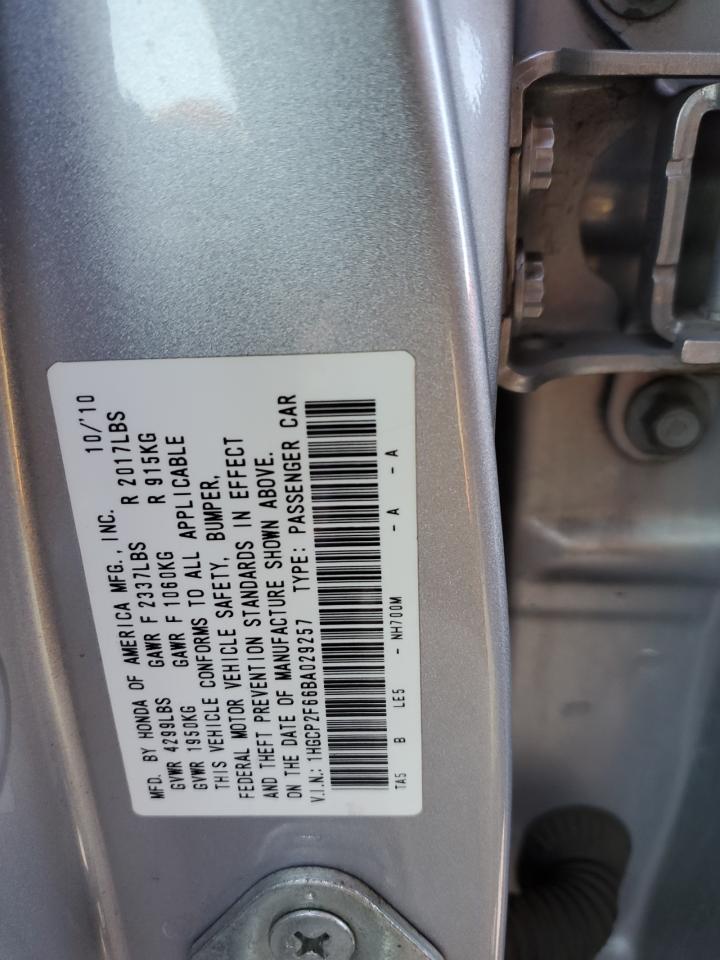 MFD. BY HONDA OF AMERICA MFG., INC. 10/'10
GVWR 4299LBS GAWR F 2337LBS R 2017LBS
GVWR 1950KG GAWR F 1060KG R 915KG
THIS VEHICLE CONFORMS TO ALL APPLICABLE
FEDERAL MOTOR VEHICLE SAFETY, BUMPER,
AND THEFT PREVENTION STANDARDS IN EFFECT
ON THE DATE OF MANUFACTURE SHOWN ABOVE.
V.I.N.: 1HGCP2F66BA029257 TYPE: PASSENGER CAR
TA5 B LE5 - NH700M - A - A